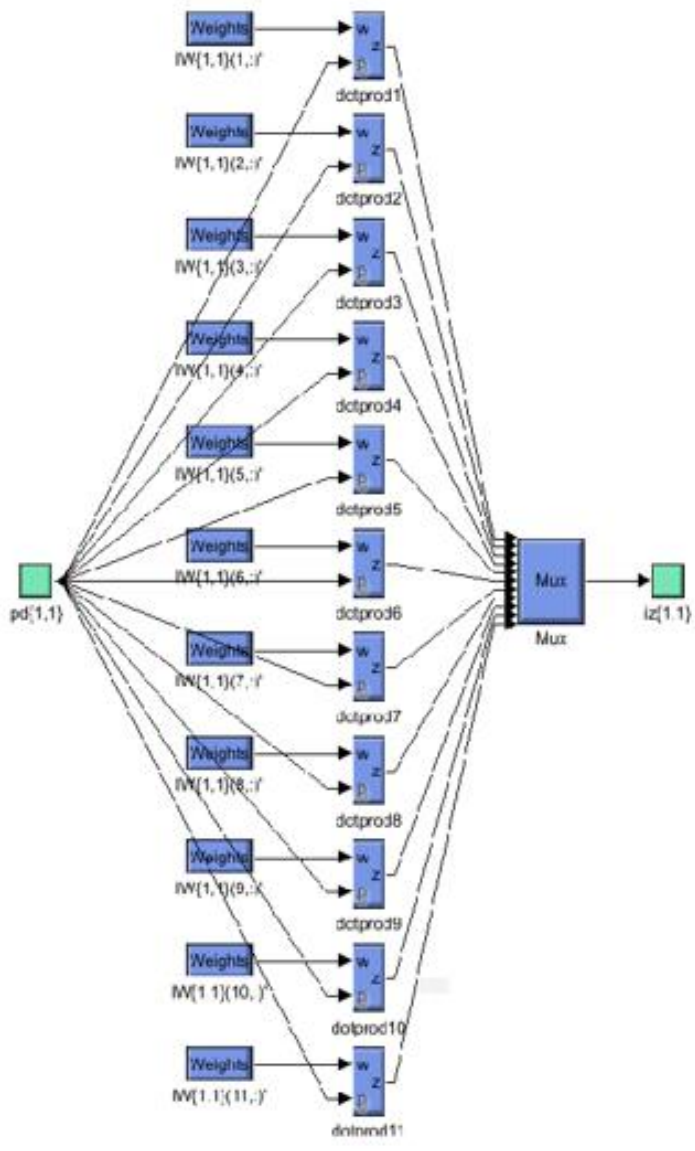 Weights
w
z
p
IW{1,1}(1,:)'
dotprod1
Weights
w
z
p
IW{1,1}(2,:)'
dotprod2
Weights
w
z
p
IW{1,1}(3,:)'
dotprod3
Weights
w
z
p
IW{1,1}(4,:)'
dotprod4
Weights
w
z
p
IW{1,1}(5,:)'
dotprod5
Weights
w
z
p
IW{1,1}(6,:)'
dotprod6
pd{1,1}
Mux
Mux
iz{1,1}
Weights
w
z
p
IW{1,1}(7,:)'
dotprod7
Weights
w
z
p
IW{1,1}(8,:)'
dotprod8
Weights
w
z
p
IW{1,1}(9,:)'
dotprod9
Weights
w
z
p
IW{1,1}(10,:)'
dotprod10
Weights
w
z
p
IW{1,1}(11,:)'
dotprod11